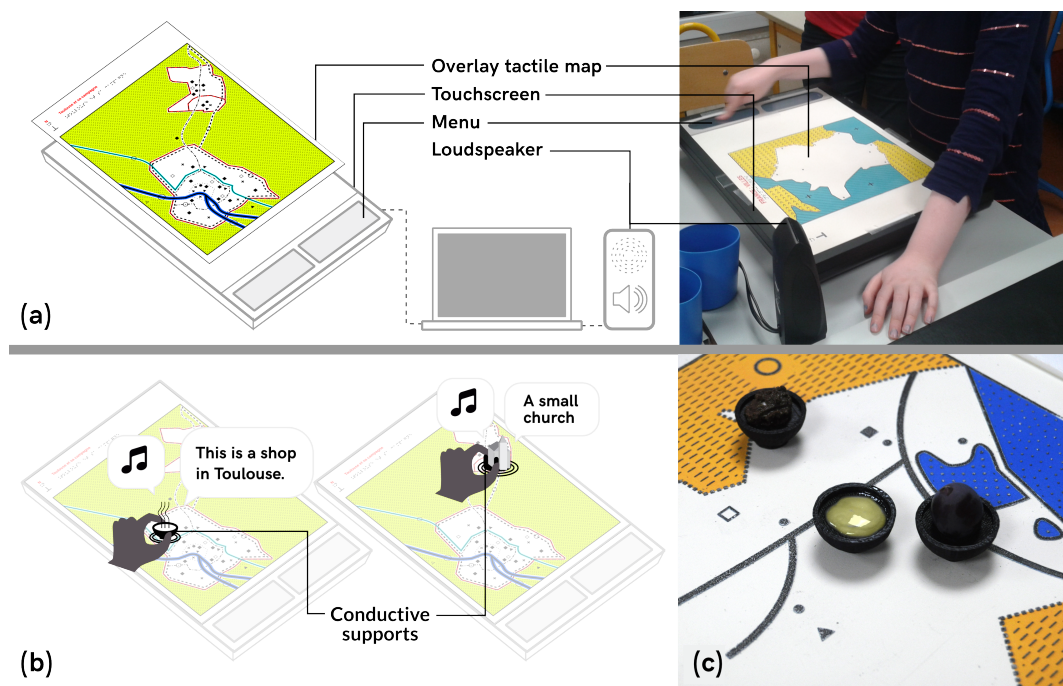 Overlay tactile map
Touchscreen
Menu
Loudspeaker
(a)
This is a shop
in Toulouse.
A small
church
Conductive
supports
(b)
(c)